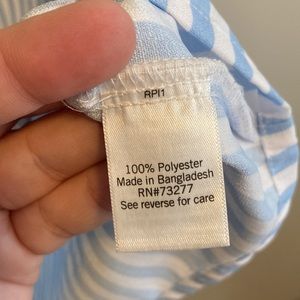 RPI1
100% Polyester
Made in Bangladesh
RN#73277
See reverse for care